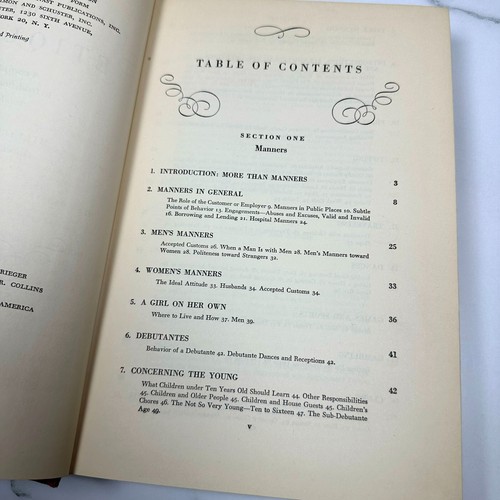 FORM
PUBLICATIONS, INC.
SIMON AND SCHUSTER, INC.
1230 SIXTH AVENUE,
20, N. Y.
Printing
COLLINS
AMERICA
TABLE OF CONTENTS
SECTION ONE
Manners
1. INTRODUCTION: MORE THAN MANNERS 3
2. MANNERS IN GENERAL 8
The Role of the Customer or Employer 9. Manners in Public Places 10. Subtle
Points of Behavior 13. Engagements—Abuses and Excuses, Valid and Invalid
16. Borrowing and Lending 21. Hospital Manners 24.
3. MEN'S MANNERS 25
Accepted Customs 26. When a Man is With Men 28. Men's Manners toward
Women 28. Politeness toward Strangers 32.
4. WOMEN'S MANNERS 33
The Ideal Attitude 33. Husbands 34. Accepted Customs 34.
5. A GIRL ON HER OWN 36
Where to Live and How 37. Men 39.
6. DEBUTANTES 41
Behavior of a Debutante 42. Debutante Dances and Receptions 42.
7. CONCERNING THE YOUNG 42
What Children under Ten Years Old Should Learn 44. Other Responsibilities
45. Children and Older People 45. Children and House Guests 45. Children's
Chores 46. The Not So Very Young—Ten to Sixteen 47. The Sub-Debutante
Age 49.
v